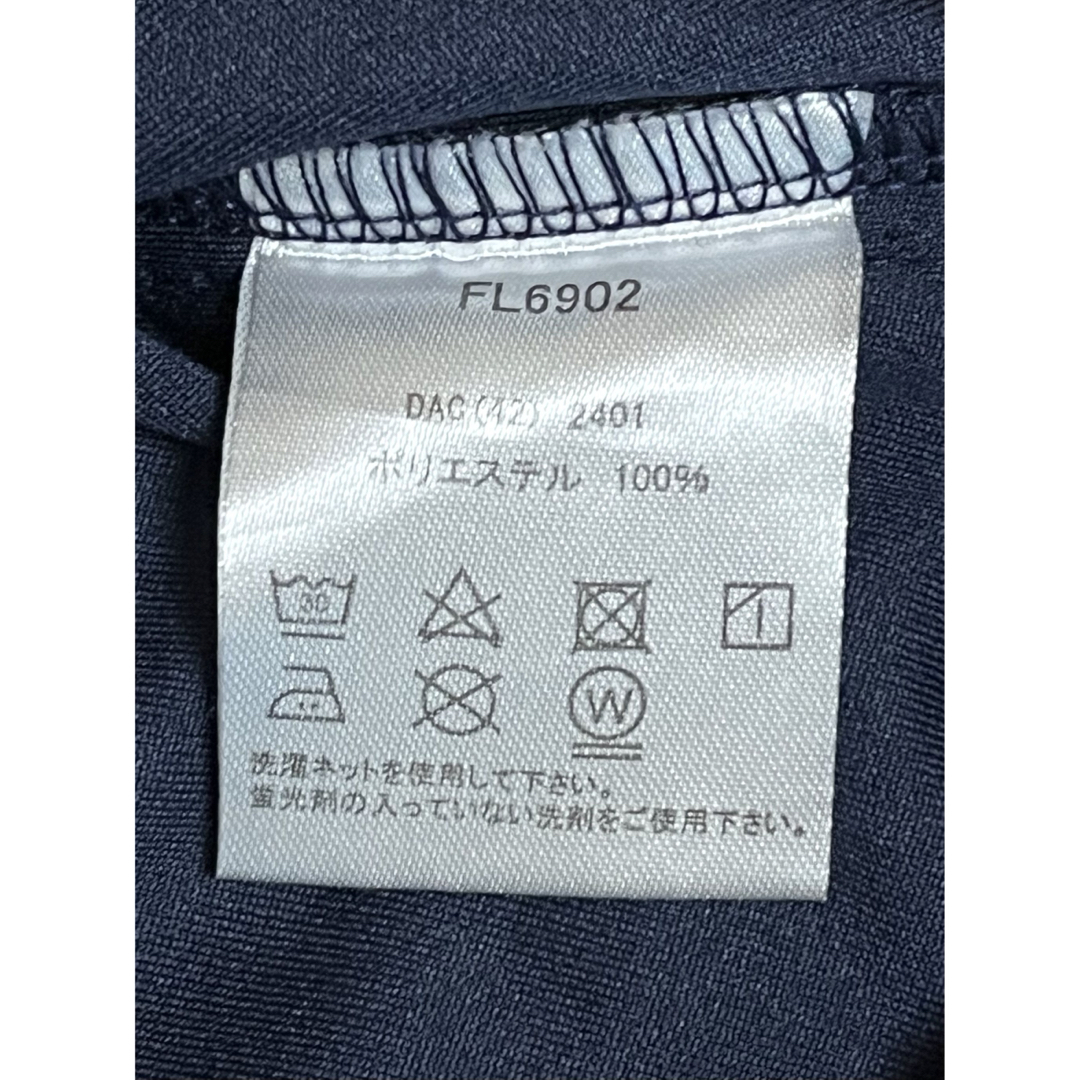 FL6902
DAC(12) 2401
ポリエステル 100%
30
W
洗濯ネットを使用して下さい。
蛍光剤の入っていない洗剤をご使用下さい。